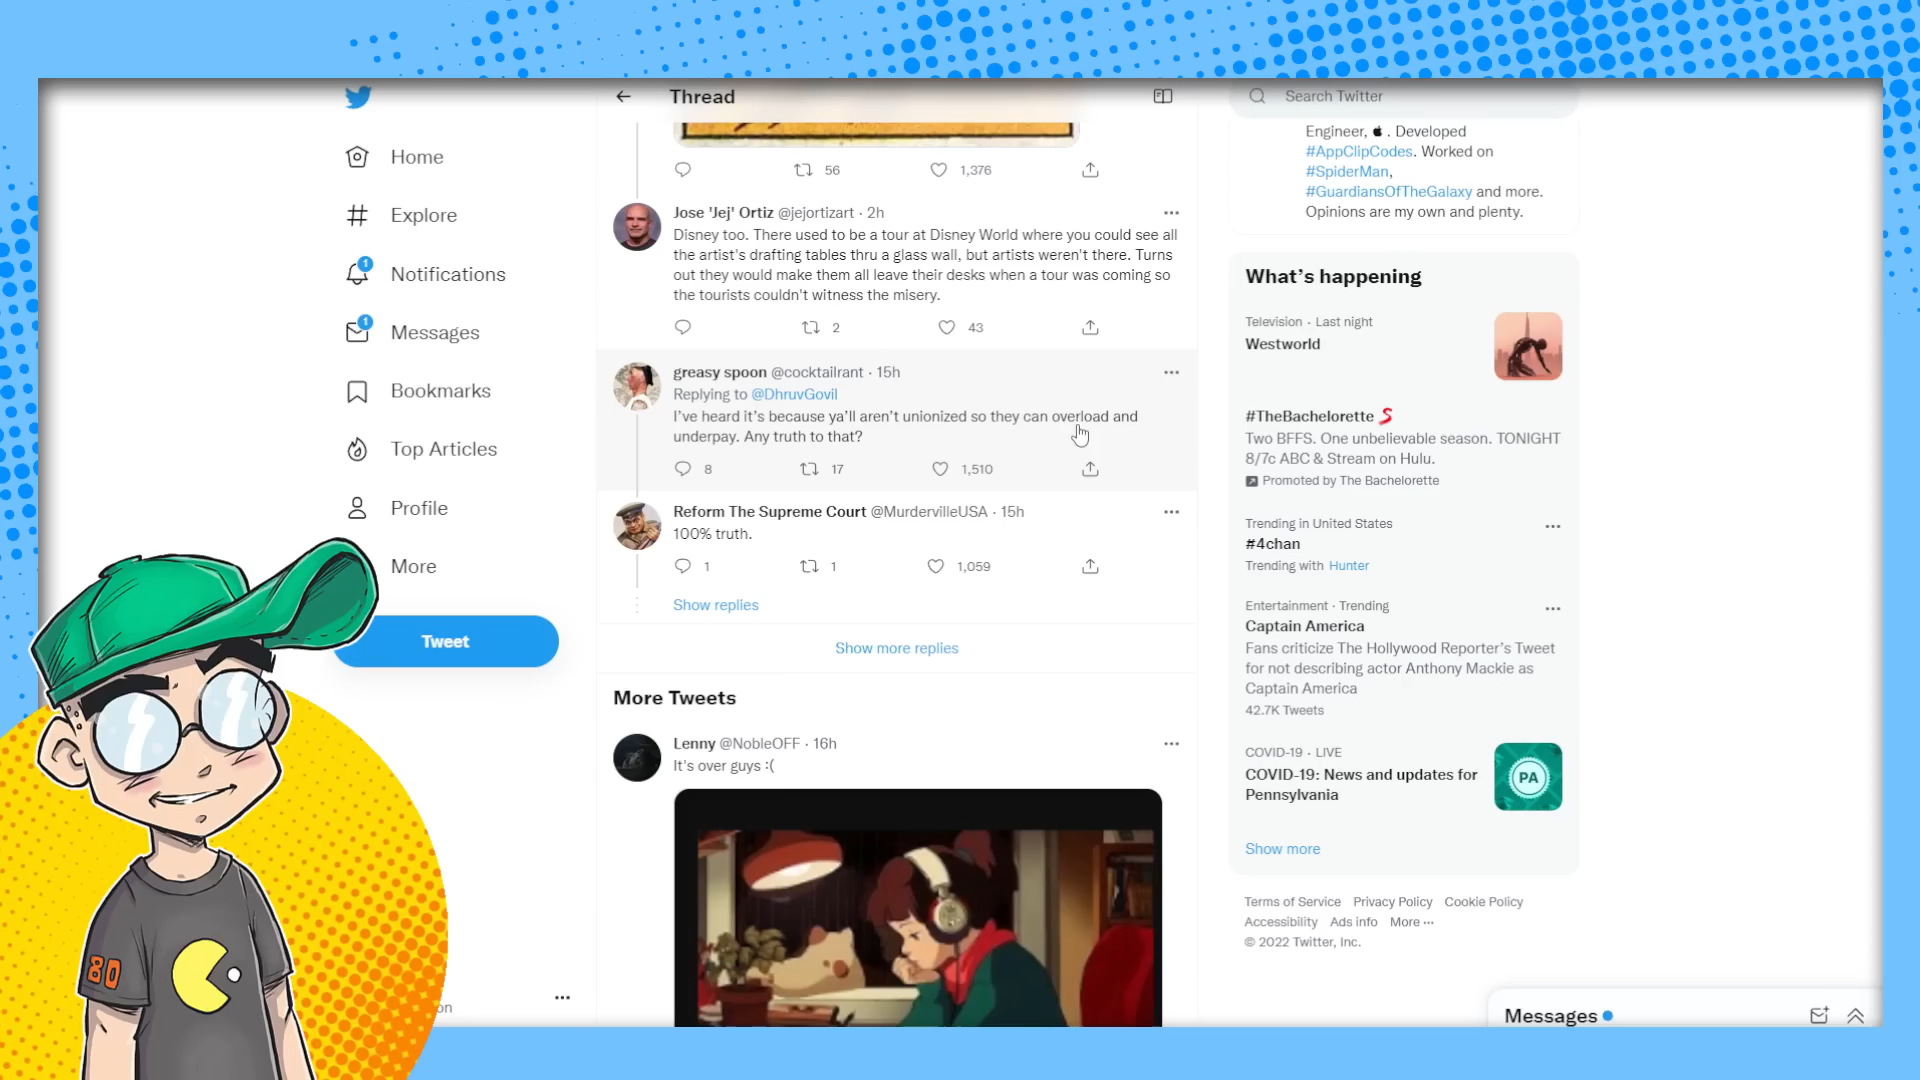 Home
Explore
1
Notifications
1
Messages
Bookmarks
Top Articles
Profile
More
Tweet
80
Thread
56
1,376
Jose 'Jej' Ortiz @jejortizart · 2h
Disney too. There used to be a tour at Disney World where you could see all
the artist's drafting tables thru a glass wall, but artists weren't there. Turns
out they would make them all leave their desks when a tour was coming so
the tourists couldn't witness the misery.
2
43
greasy spoon @cocktailrant · 15h
Replying to @DhruvGovil
I've heard it's because ya'll aren't unionized so they can overload and
underpay. Any truth to that?
8
17
1,510
Reform The Supreme Court @MurdervilleUSA · 15h
100% truth.
1
1
1,059
Show replies
Show more replies
More Tweets
Lenny @NobleOFF · 16h
It's over guys :(
Search Twitter
Engineer, . Developed
#AppClipCodes. Worked on
#SpiderMan,
#GuardiansOfTheGalaxy and more.
Opinions are my own and plenty.
What's happening
Television · Last night
Westworld
#TheBachelorette
Two BFFS. One unbelievable season. TONIGHT
8/7c ABC & Stream on Hulu.
Promoted by The Bachelorette
Trending in United States
#4chan
Trending with Hunter
Entertainment · Trending
Captain America
Fans criticize The Hollywood Reporter's Tweet
for not describing actor Anthony Mackie as
Captain America
42.7K Tweets
COVID-19 · LIVE
COVID-19: News and updates for
Pennsylvania
PA
Show more
Terms of Service Privacy Policy Cookie Policy
Accessibility Ads info More ···
© 2022 Twitter, Inc.
Messages